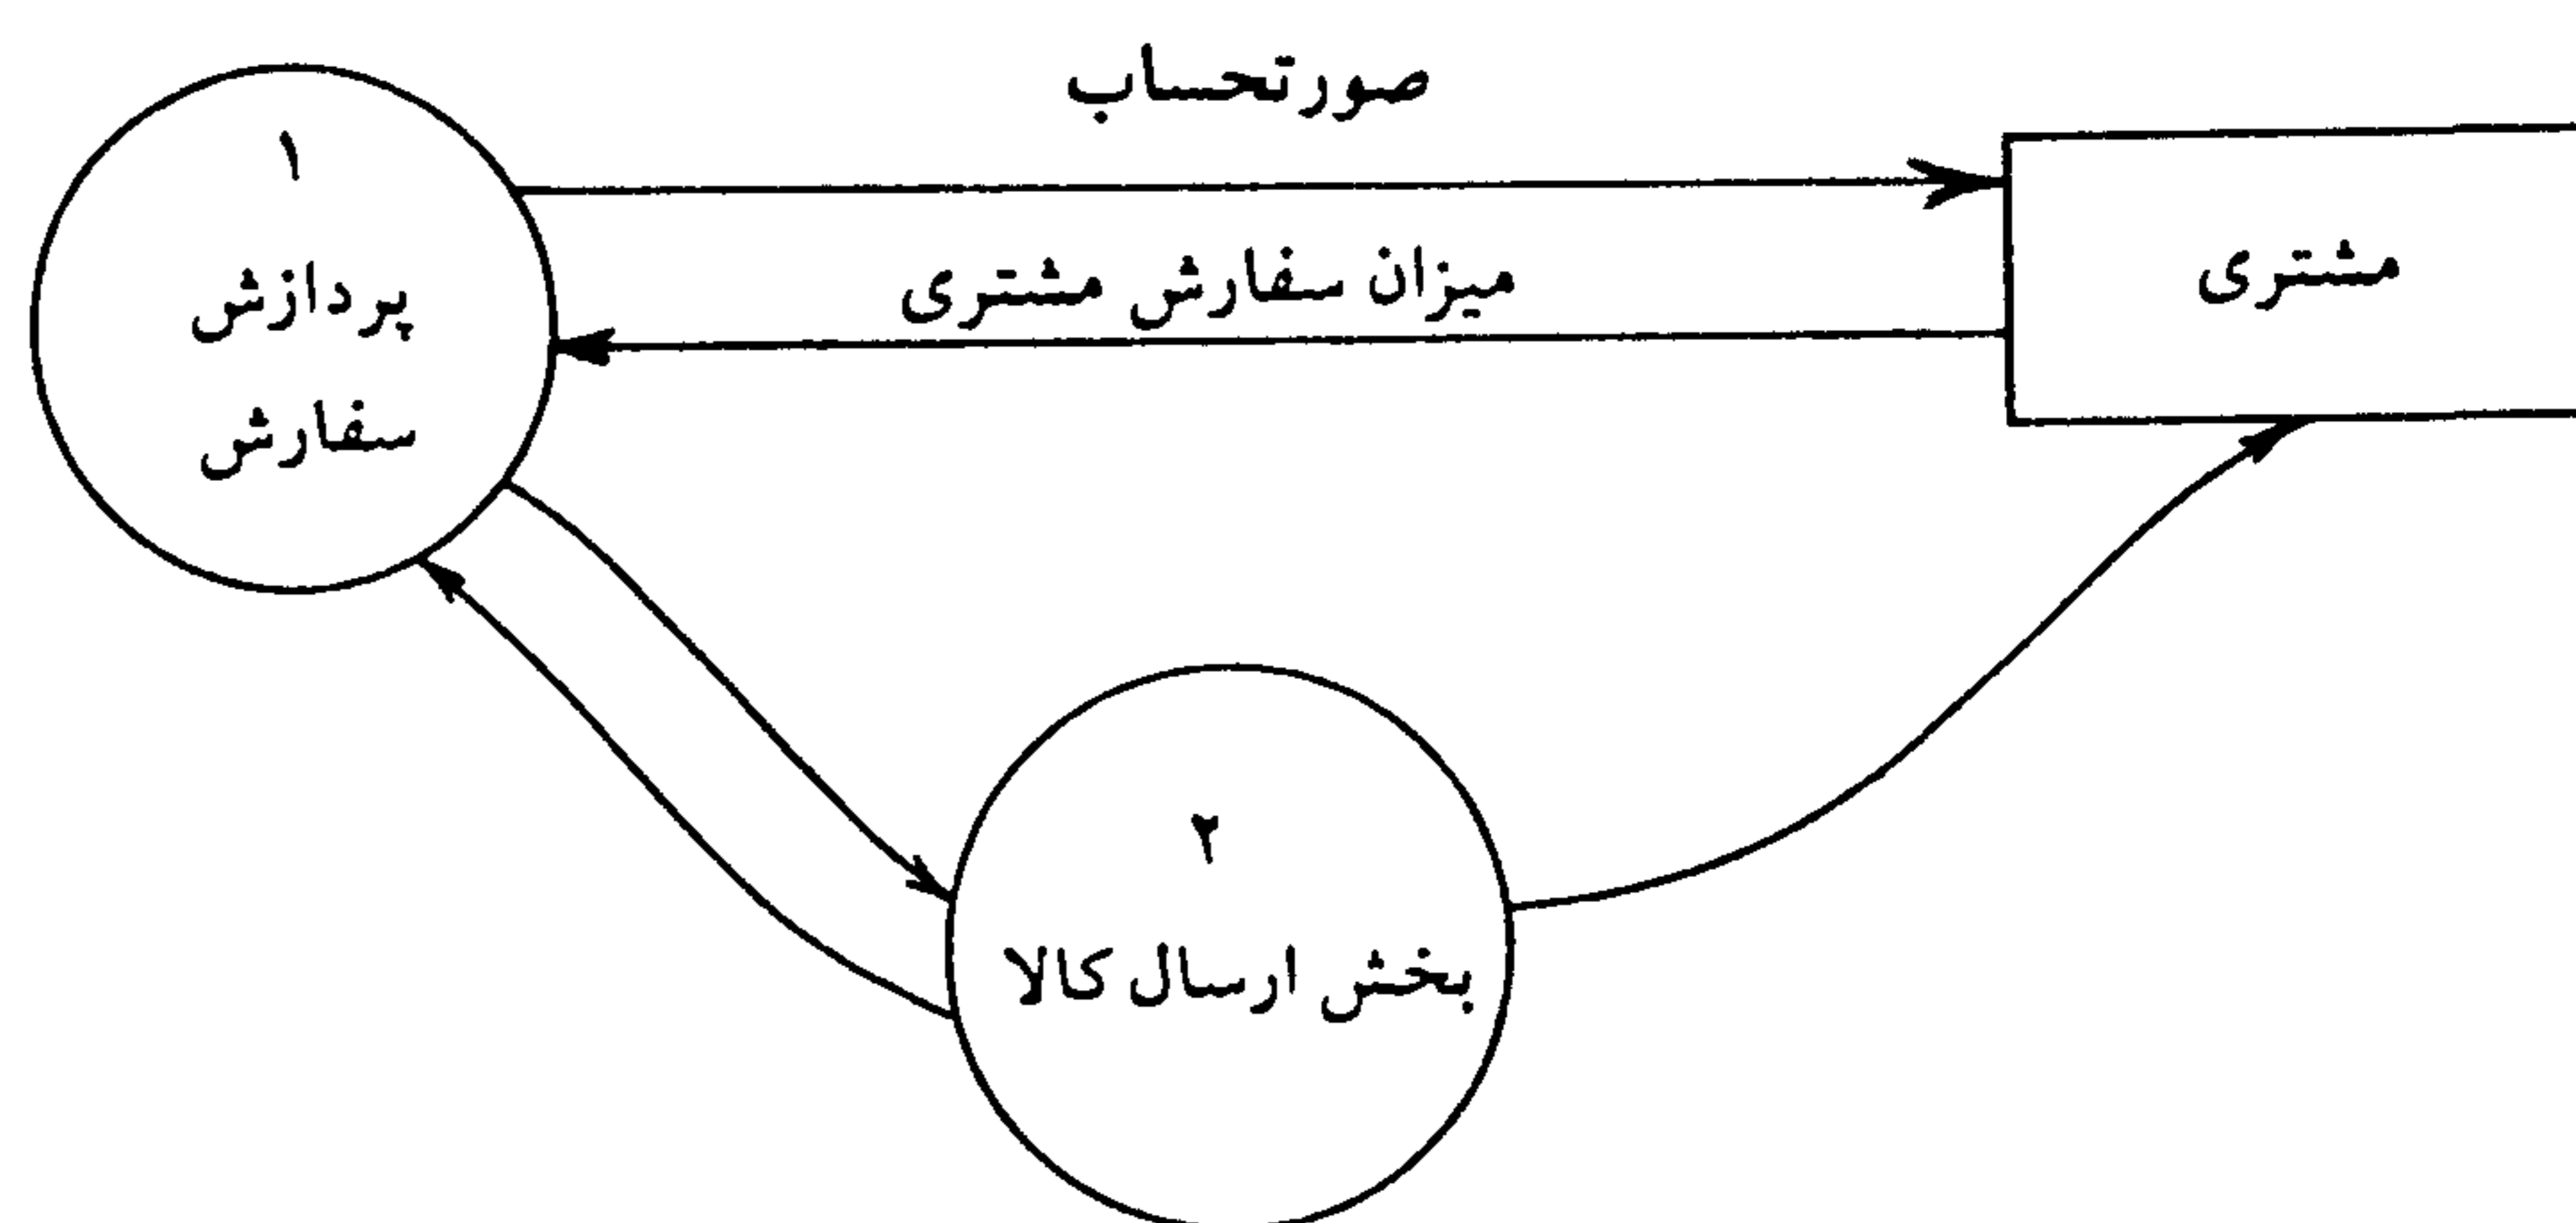 صورتحساب
۱
پردازش
سفارش
میزان سفارش مشتری
مشتری
۲
بخش ارسال کالا